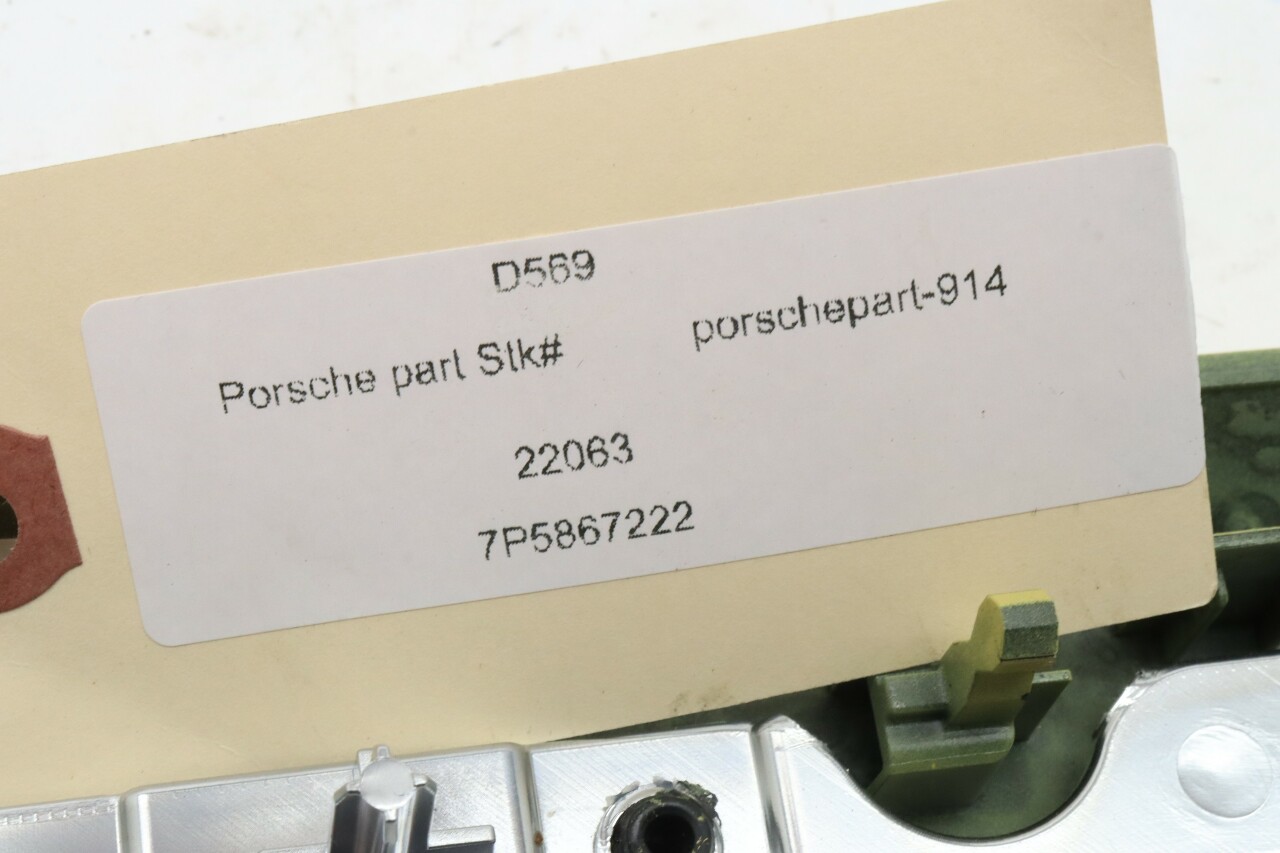 D569
Porsche part Stk# porschepart-914
22063
7P5867222